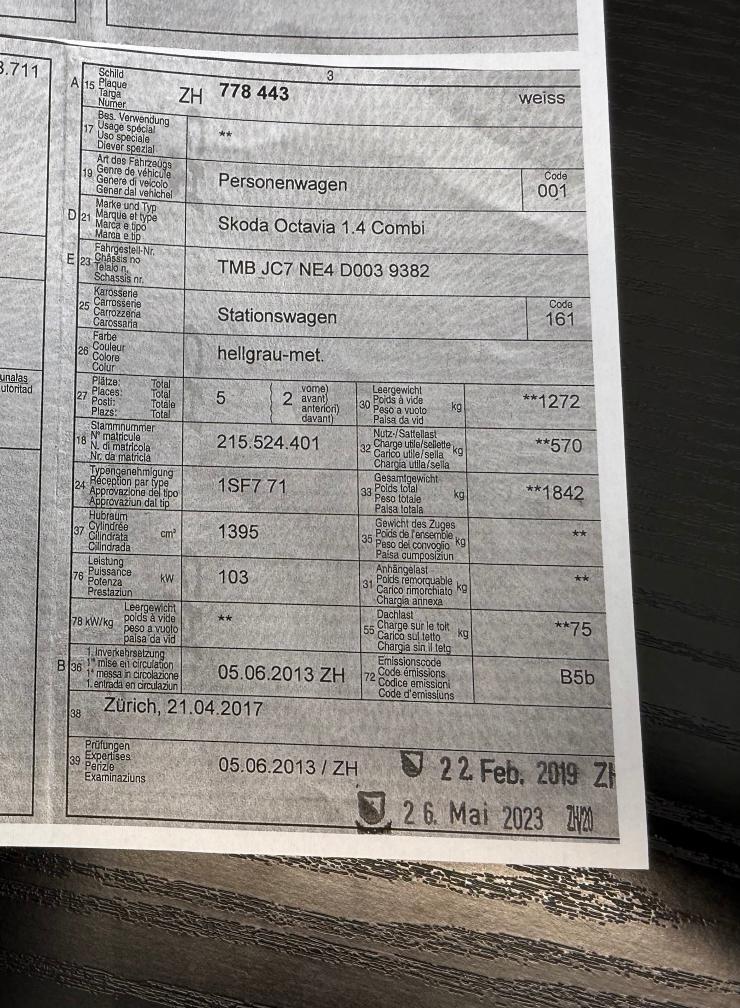 3.711
unalas
utoritad
3
A 15 Schild
Plaque
Targa
Numer
ZH 778 443 weiss
17 Bes. Verwendung
Usage spécial
Uso speciale
Diever spezial
**
19 Art des Fahrzeugs
Genre de véhicule
Genere di veicolo
Gener dal vehichel
Personenwagen
Code
001
D 21 Marke und Typ
Marque et type
Marca e tipo
Marca e tip
Skoda Octavia 1.4 Combi
E 23 Fahrgestell-Nr.
Châssis no
Telaio n.
Schassis nr.
TMB JC7 NE4 D003 9382
25 Karosserie
Carrosserie
Carrozzeria
Carossaria
Stationswagen
Code
161
26 Farbe
Couleur
Colore
Colur
hellgrau-met.
27 Plätze: Total
Places: Total
Posti: Totale
Plazs: Total
5
2 vorne)
avant)
anteriori)
davant)
30 Leergewicht
Poids à vide
Peso a vuoto
Paisa da vid
kg
**1272
18 Stammnummer
N° matricule
N. di matricola
Nr. da matricla
215.524.401
32 Nutz-/Sattellast
Charge utile/sellette
Carico utile/sella
Chargia utila/sella
kg
**570
24 Typengenehmigung
Réception par type
Approvazione del tipo
Approvaziun dal tip
1SF7 71
33 Gesamtgewicht
Poids total
Peso totale
Paisa totala
kg
**1842
37 Hubraum
Cylindrée
Cilindrata
Cilindrada
cm³
1395
35 Gewicht des Zuges
Poids de l'ensemble
Peso del convoglio
Paisa cumposiziun
kg
**
76 Leistung
Puissance
Potenza
Prestaziun
kW
103
31 Anhängelast
Poids remorquable
Carico rimorchiato
Chargia annexa
kg
**
78 kW/kg Leergewicht
poids à vide
peso a vuoto
paisa da vid
**
55 Dachlast
Charge sur le toit
Carico sul tetto
Chargia sin il tetg
kg
**75
B 36 1. Inverkehrsetzung
1re mise en circulation
1a messa in circolazione
1. entrada en circulaziun
05.06.2013 ZH
72 Emissionscode
Code émissions
Codice emissioni
Code d'emissiuns
B5b
38 Zürich, 21.04.2017
39 Prüfungen
Expertises
Perizie
Examinaziuns
05.06.2013 / ZH
22. Feb. 2019 ZH
26. Mai 2023 ZH/20